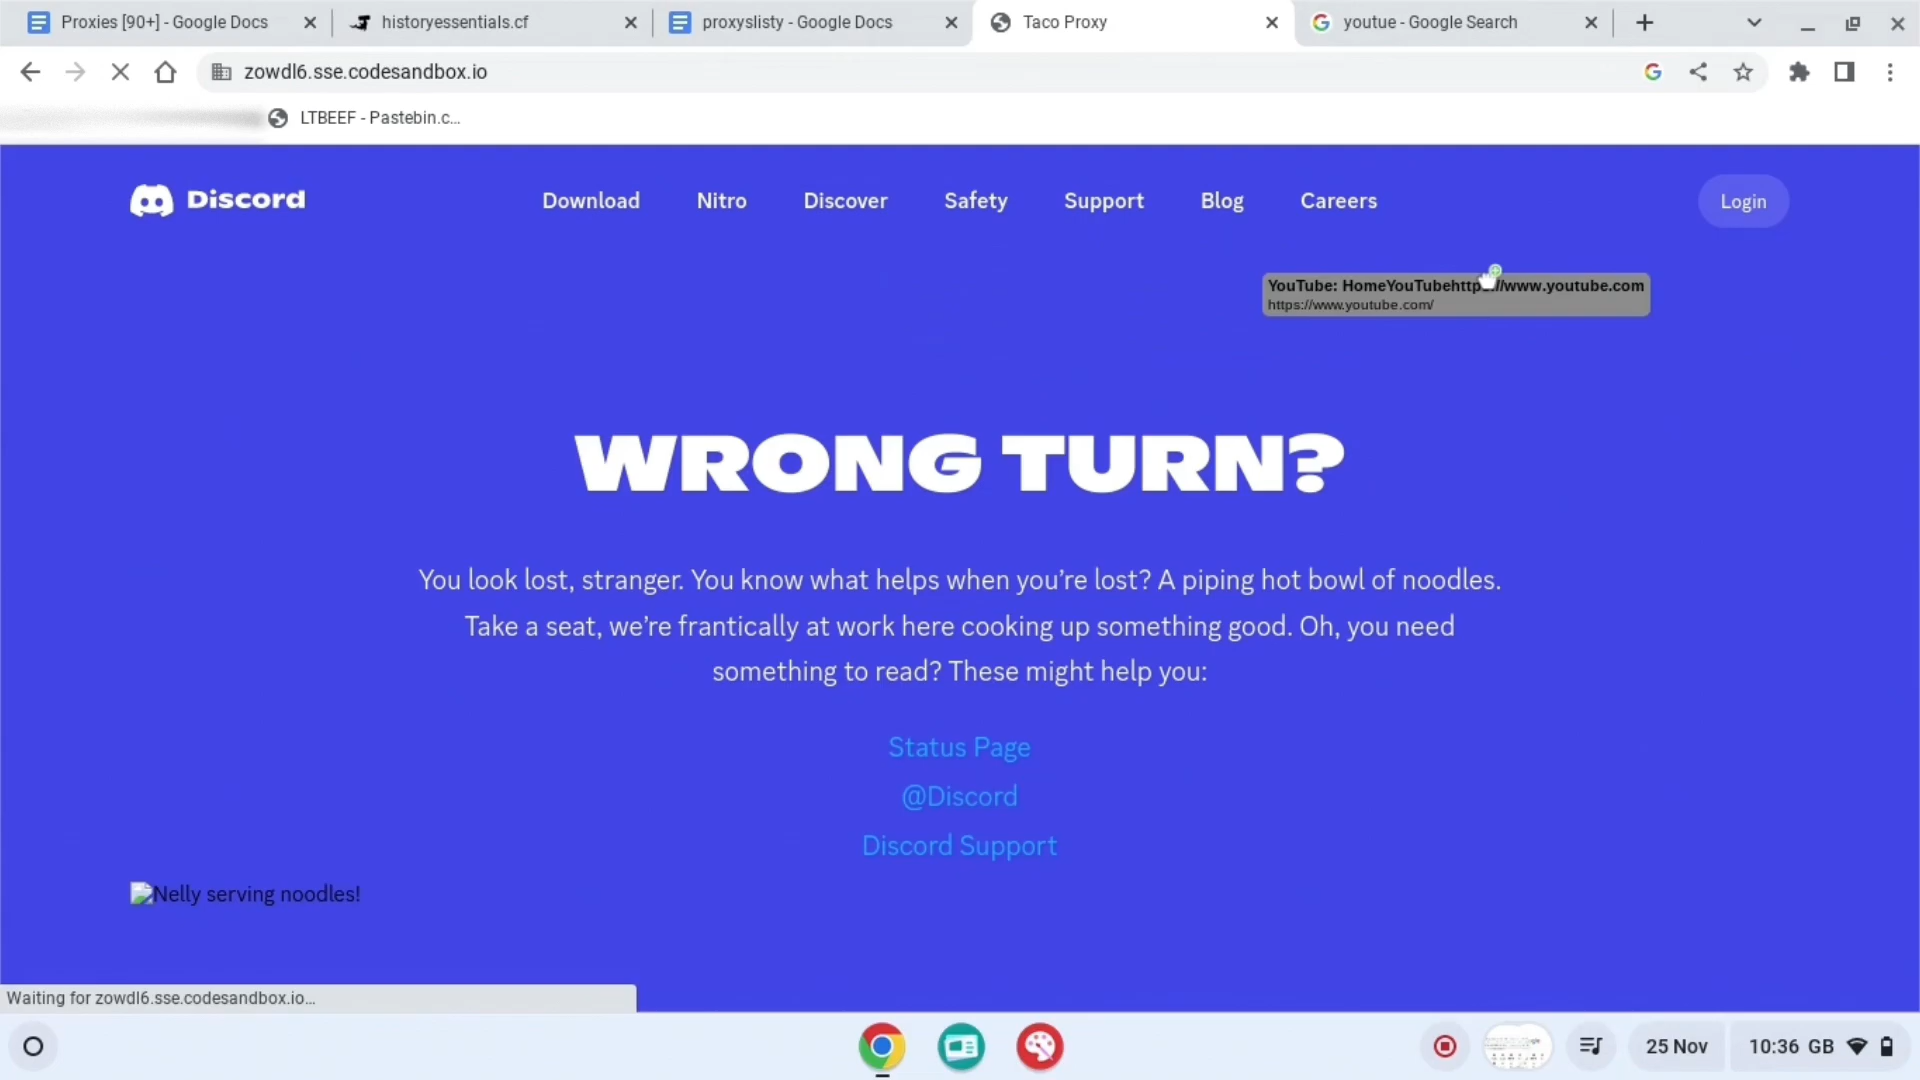 Proxies [90+] - Google Docs
historyessentials.cf
proxyslisty - Google Docs
Taco Proxy
youtue - Google Search
zowdl6.sse.codesandbox.io
LTBEEF - Pastebin.c...
Discord
Download
Nitro
Discover
Safety
Support
Blog
Careers
Login
YouTube: HomeYouTubehttps://www.youtube.com
https://www.youtube.com/
WRONG TURN?
You look lost, stranger. You know what helps when you’re lost? A piping hot bowl of noodles.
Take a seat, we’re frantically at work here cooking up something good. Oh, you need
something to read? These might help you:
Status Page
@Discord
Discord Support
Nelly serving noodles!
Waiting for zowdl6.sse.codesandbox.io...
25 Nov
10:36 GB